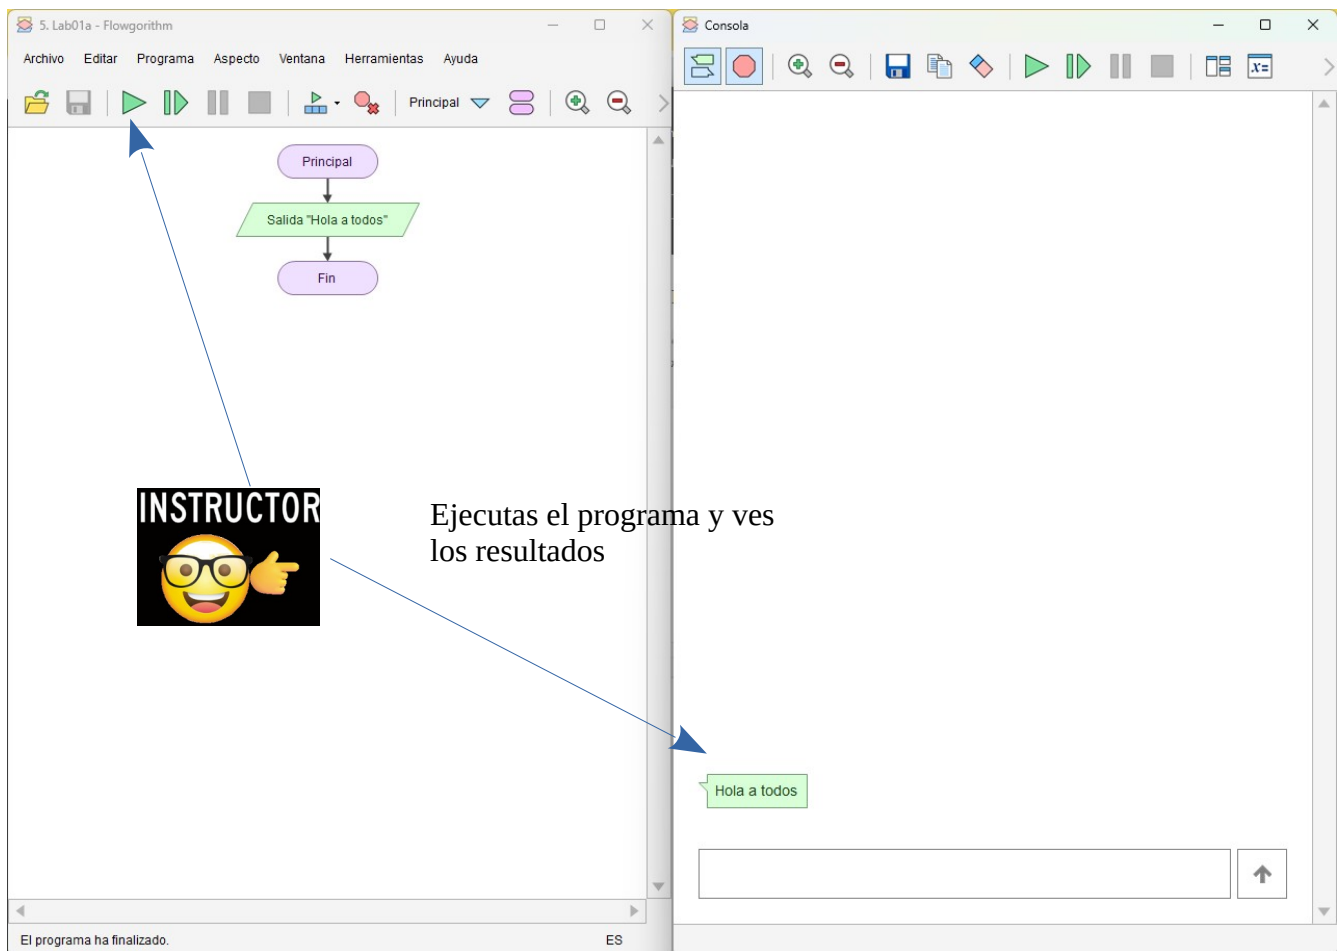 5. Lab01a - Flowgorithm
Archivo Editar Programa Aspecto Ventana Herramientas Ayuda
Principal
Principal
Salida "Hola a todos"
Fin
INSTRUCTOR
Ejecutas el programa y ves
los resultados
El programa ha finalizado.
ES
Consola
x=
Hola a todos